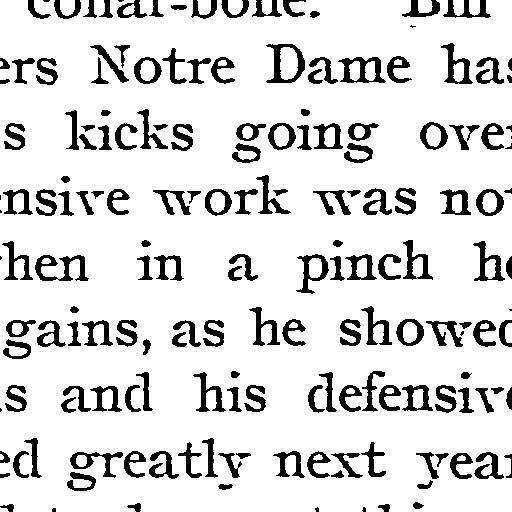 collar-bone. Bill
ers Notre Dame has
s kicks going over
ensive work was not
when in a pinch he
gains, as he showed
s and his defensive
ed greatly next year